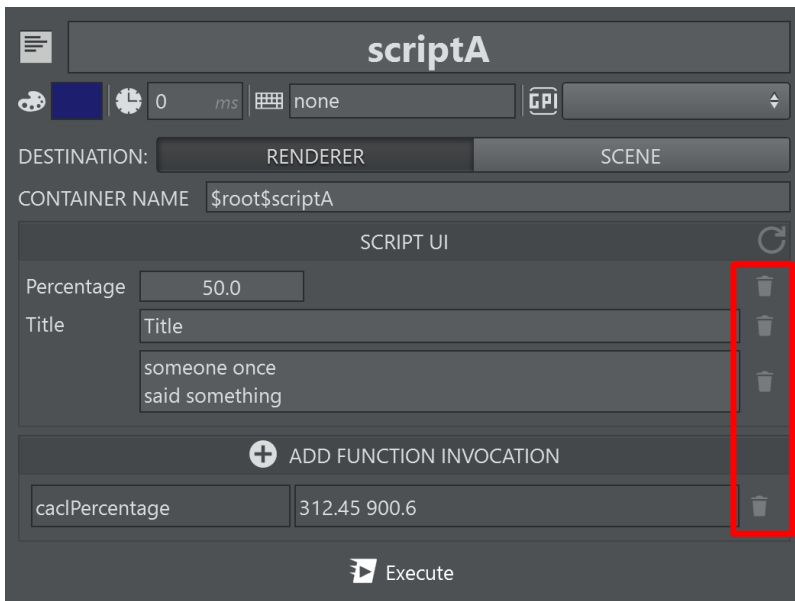 scriptA
0 ms none GPI
DESTINATION: RENDERER SCENE
CONTAINER NAME $root$scriptA
SCRIPT UI
Percentage 50.0
Title Title
someone once
said something
ADD FUNCTION INVOCATION
caclPercentage 312.45 900.6
Execute